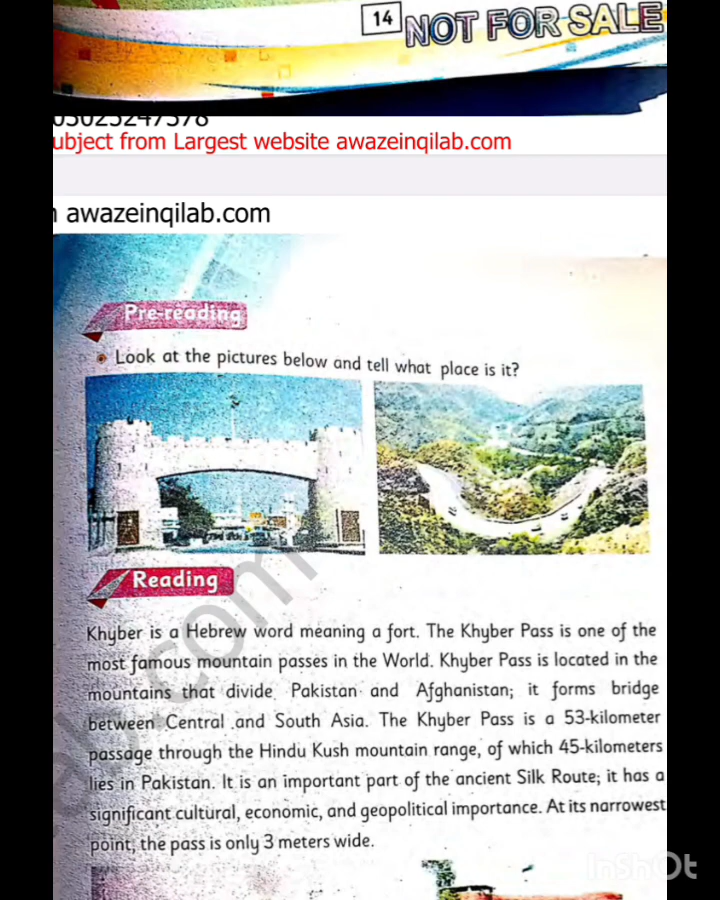 14
NOT FOR SALE
05025247378
ubject from Largest website awazeinqilab.com
awazeinqilab.com
Pre-reading
Look at the pictures below and tell what place is it?
Reading
Khyber is a Hebrew word meaning a fort. The Khyber Pass is one of the
most famous mountain passes in the World. Khyber Pass is located in the
mountains that divide Pakistan and Afghanistan; it forms bridge
between Central and South Asia. The Khyber Pass is a 53-kilometer
passage through the Hindu Kush mountain range, of which 45-kilometers
lies in Pakistan. It is an important part of the ancient Silk Route; it has a
significant cultural, economic, and geopolitical importance. At its narrowest
point, the pass is only 3 meters wide.
InShOt